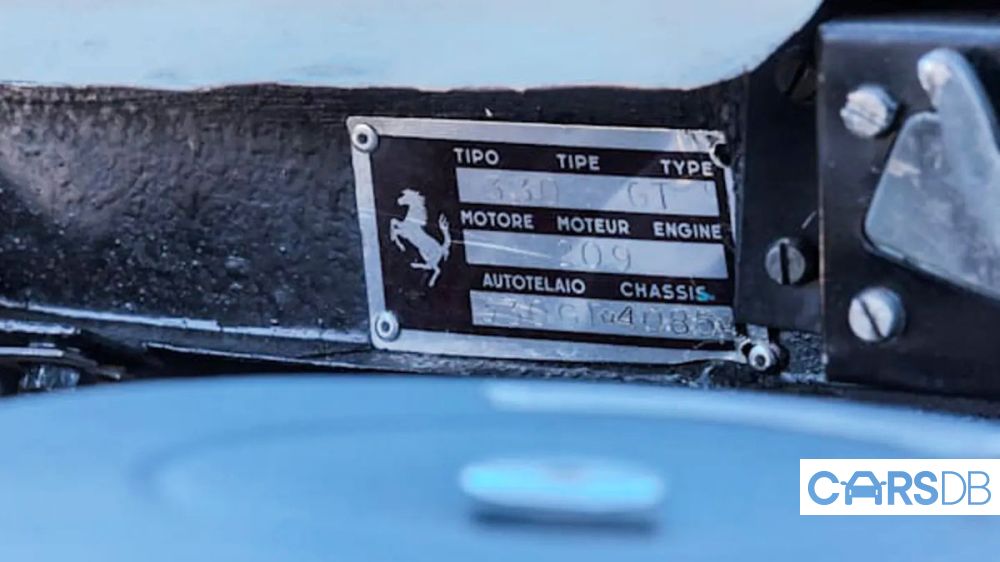 TIPO TIPE TYPE
330 GT
MOTORE MOTEUR ENGINE
209
AUTOTELAIO CHASSIS
CARSDB